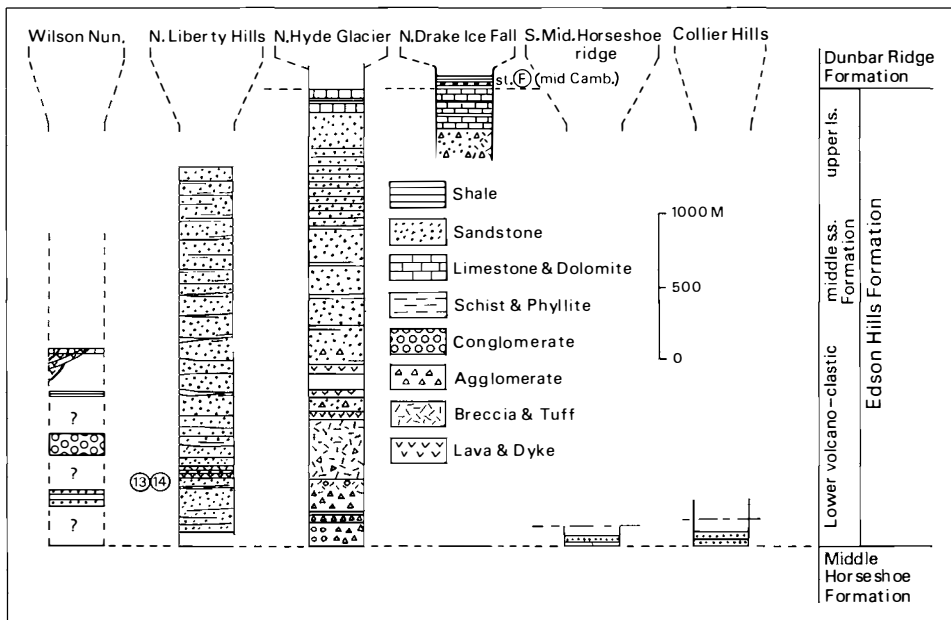 Wilson Nun, N. Liberty Hills N. Hyde Glacier N. Drake Ice Fall S. Mid. Horseshoe Collier Hills
ridge
Dunbar Ridge
Formation
st. F (mid Camb.)
upper ls.
middle s.s.
Formation
Lower volcano-clastic
Edson Hills Formation
Shale
Sandstone
Limestone & Dolomite
Schist & Phyllite
Conglomerate
Agglomerate
Breccia & Tuff
Lava & Dyke
1000 M
500
0
?
?
?
13 14
Middle
Horseshoe
Formation